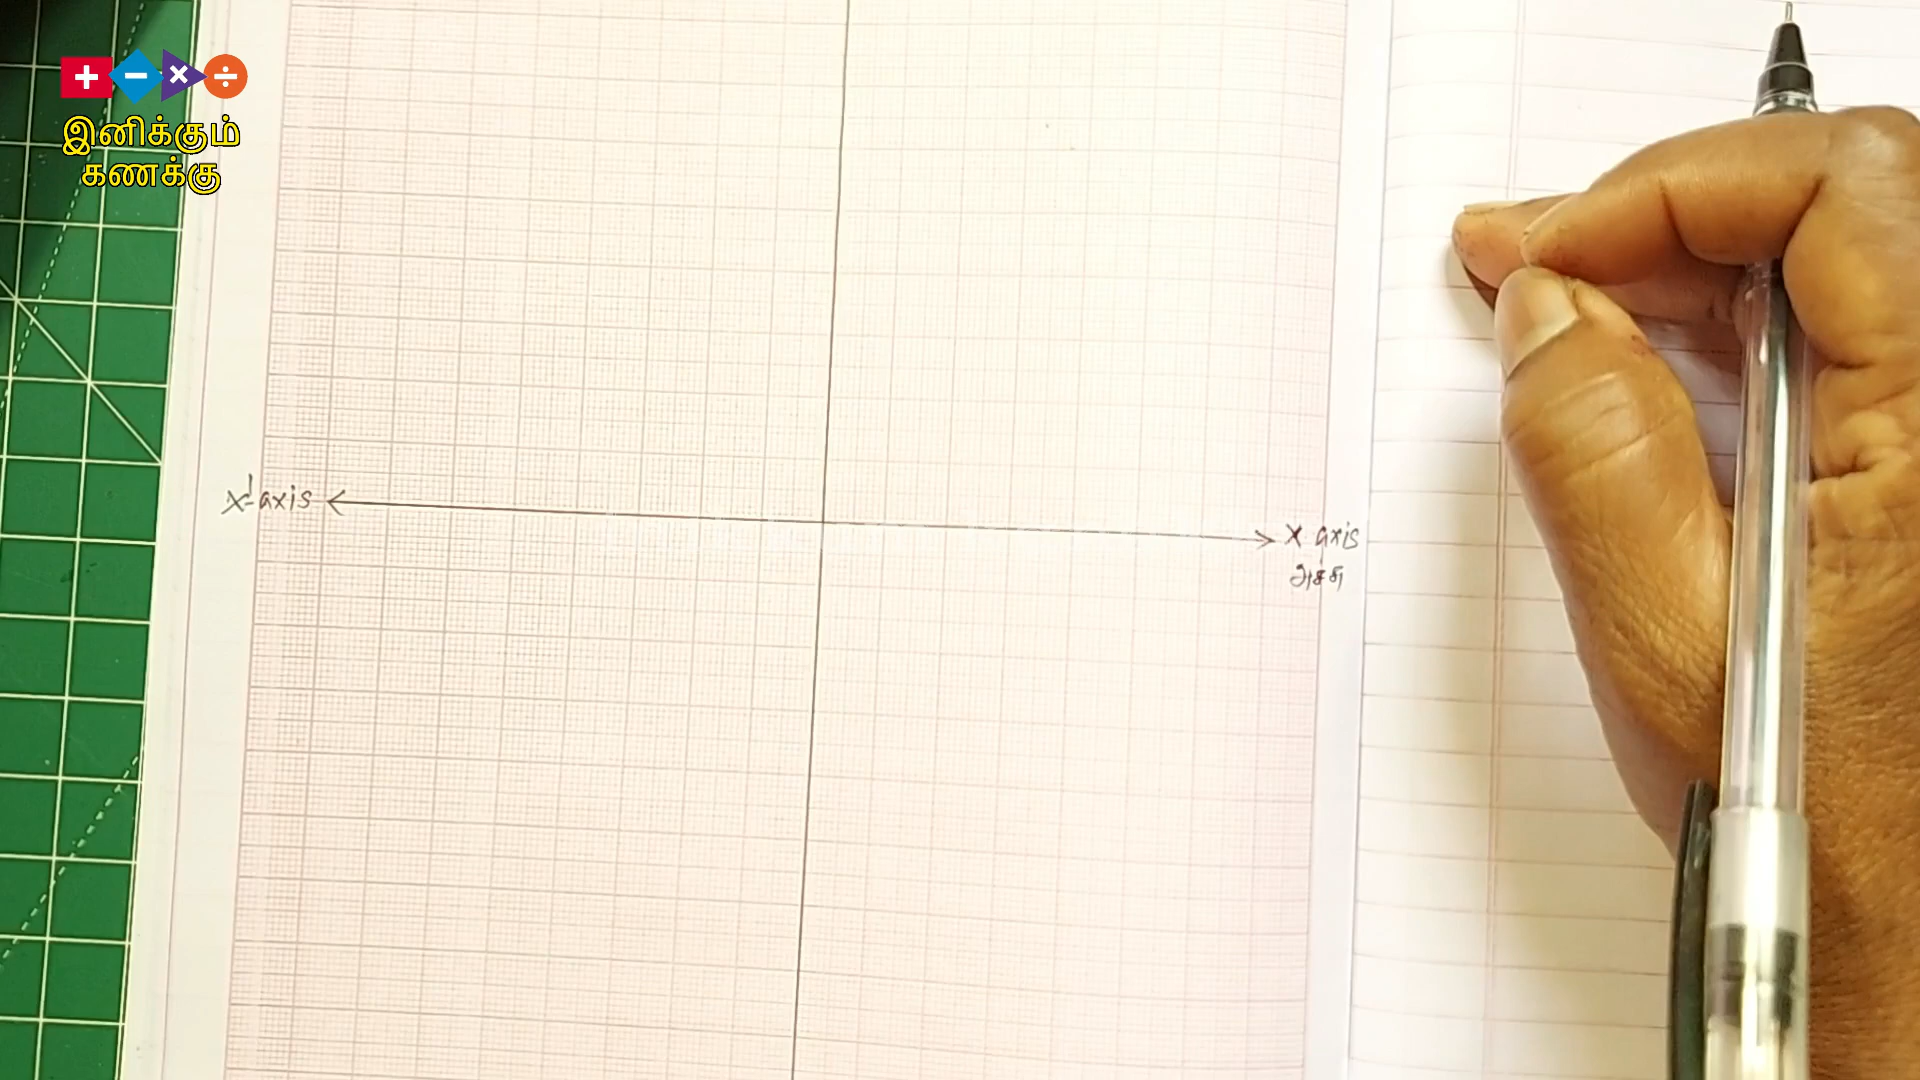 இனிக்கும்
கணக்கு
x'-axis
x axis
அச்சு